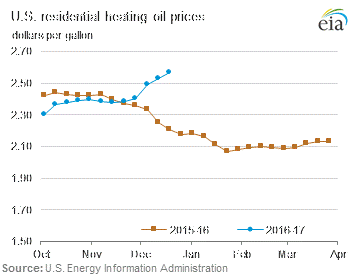 U.S. residential heating oil prices
dollars per gallon
eia
2.70
2.50
2.30
2.10
1.90
1.70
1.50
Oct Nov Dec Jan Feb Mar Apr
2015-16 2016-17
Source: U.S. Energy Information Administration